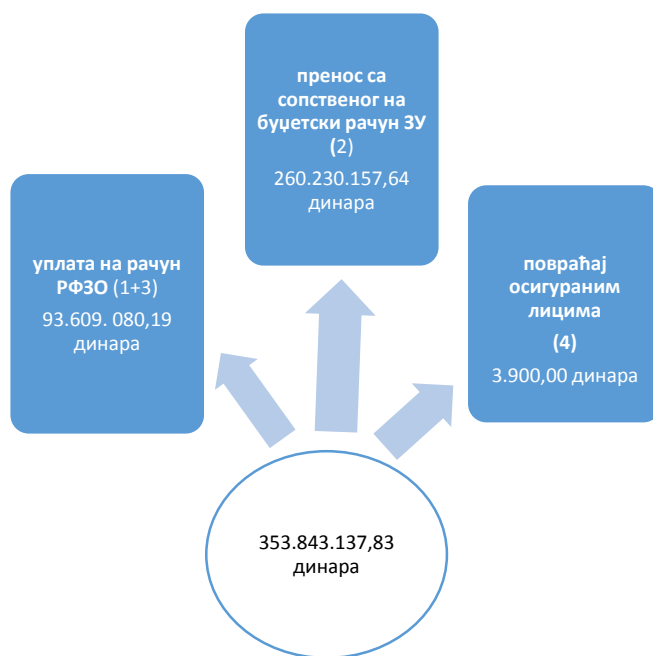 пренос са
сопственог на
буџетски рачун ЗУ
(2)
260.230.157,64
динара
уплата на рачун
РФЗО (1+3)
93.609. 080,19
динара
повраћај
осигураним
лицима
(4)
3.900,00 динара
353.843.137,83
динара